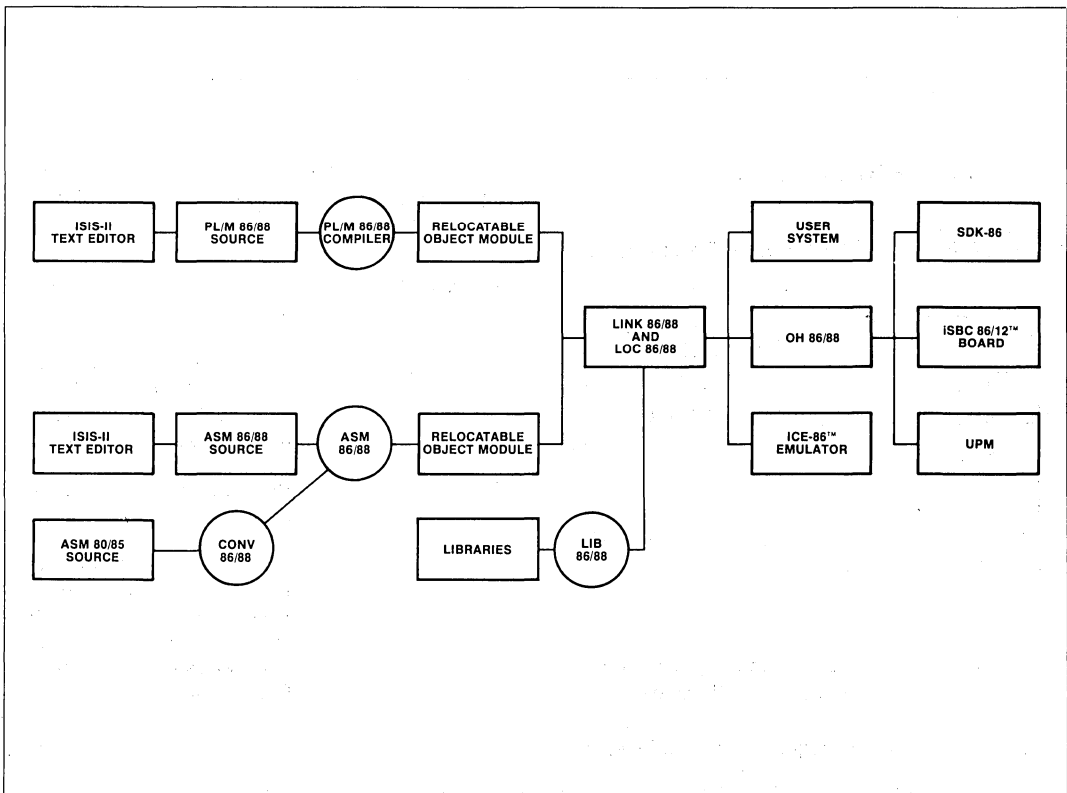 ISIS-II
TEXT EDITOR
PL/M 86/88
SOURCE
PL/M 86/88
COMPILER
RELOCATABLE
OBJECT MODULE
USER
SYSTEM
SDK-86
LINK 86/88
AND
LOC 86/88
OH 86/88
iSBC 86/12™
BOARD
ISIS-II
TEXT EDITOR
ASM 86/88
SOURCE
ASM
86/88
RELOCATABLE
OBJECT MODULE
ICE-86™
EMULATOR
UPM
ASM 80/85
SOURCE
CONV
86/88
LIBRARIES
LIB
86/88